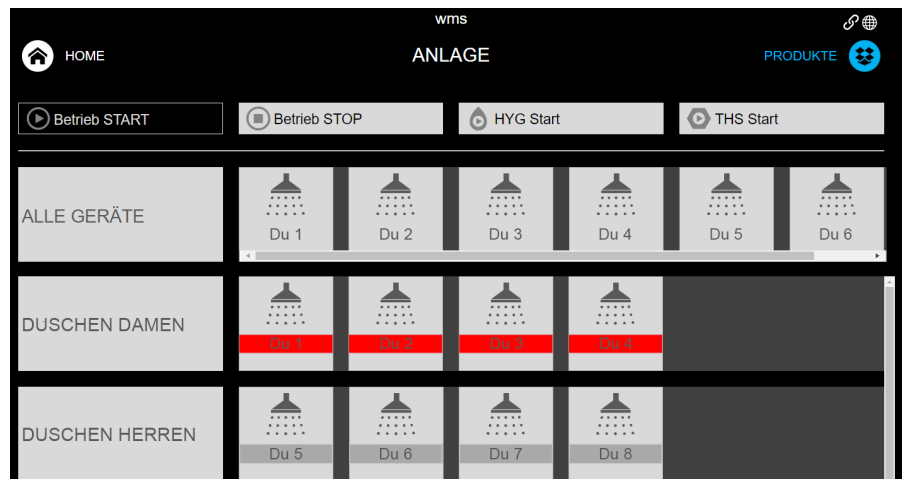 wms
HOME
ANLAGE
PRODUKTE
Betrieb START
Betrieb STOP
HYG Start
THS Start
ALLE GERÄTE
Du 1
Du 2
Du 3
Du 4
Du 5
Du 6
DUSCHEN DAMEN
Du 1
Du 2
Du 3
Du 4
DUSCHEN HERREN
Du 5
Du 6
Du 7
Du 8